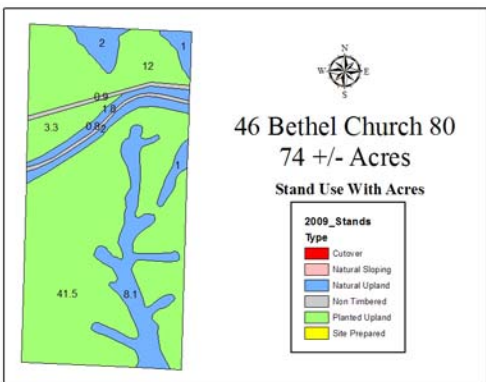 2
1
12
0.9
1.8
3.3
0.8
2
1
41.5
8.1
N
W E
S
46 Bethel Church 80
74 +/- Acres
Stand Use With Acres
2009_Stands
Type
Cutover
Natural Sloping
Natural Upland
Non Timbered
Planted Upland
Site Prepared